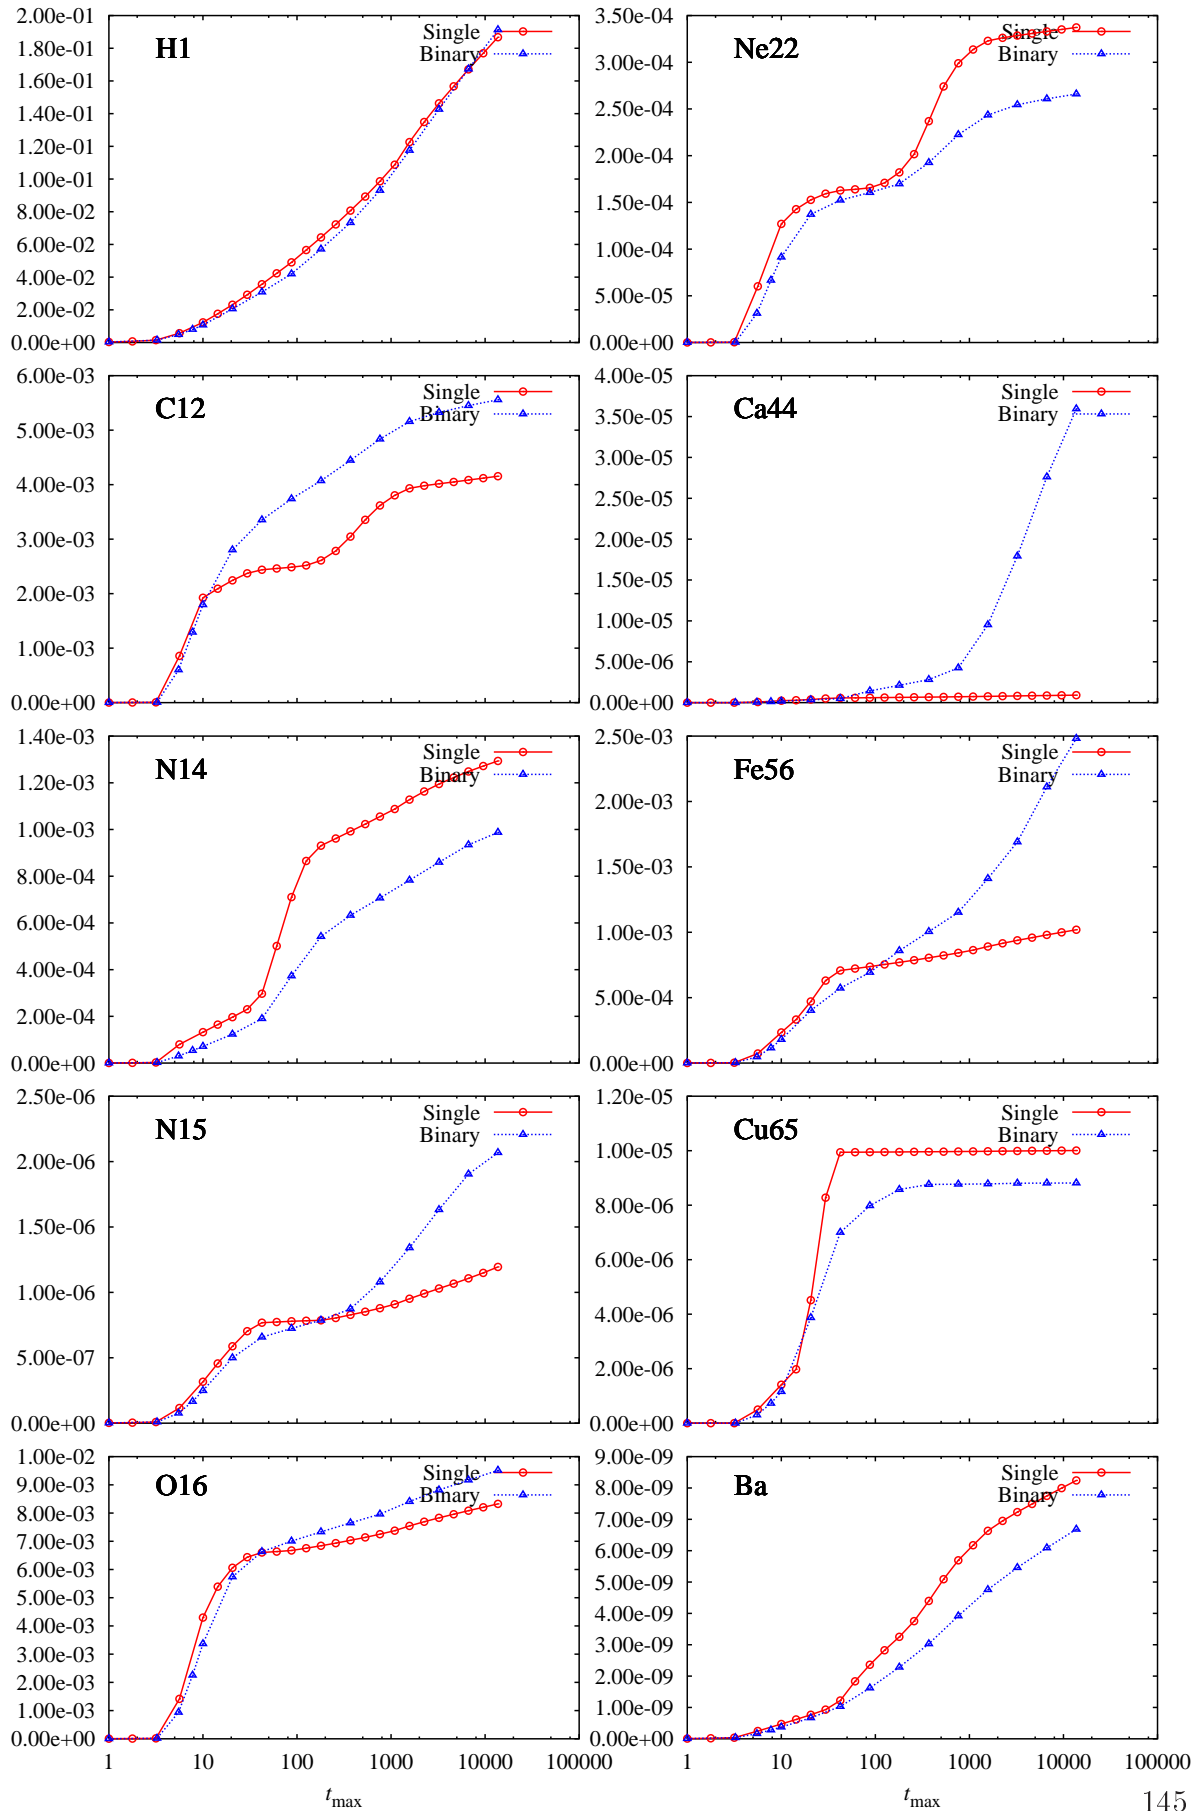 2.00e-01
1.80e-01
1.60e-01
1.40e-01
1.20e-01
1.00e-01
8.00e-02
6.00e-02
4.00e-02
2.00e-02
0.00e+00
H1
Single
Binary
3.50e-04
3.00e-04
2.50e-04
2.00e-04
1.50e-04
1.00e-04
5.00e-05
0.00e+00
Ne22
Single
Binary
6.00e-03
5.00e-03
4.00e-03
3.00e-03
2.00e-03
1.00e-03
0.00e+00
C12
Single
Binary
4.00e-05
3.50e-05
3.00e-05
2.50e-05
2.00e-05
1.50e-05
1.00e-05
5.00e-06
0.00e+00
Ca44
Single
Binary
1.40e-03
1.20e-03
1.00e-03
8.00e-04
6.00e-04
4.00e-04
2.00e-04
0.00e+00
N14
Single
Binary
2.50e-03
2.00e-03
1.50e-03
1.00e-03
5.00e-04
0.00e+00
Fe56
Single
Binary
2.50e-06
2.00e-06
1.50e-06
1.00e-06
5.00e-07
0.00e+00
N15
Single
Binary
1.20e-05
1.00e-05
8.00e-06
6.00e-06
4.00e-06
2.00e-06
0.00e+00
Cu65
Single
Binary
1.00e-02
9.00e-03
8.00e-03
7.00e-03
6.00e-03
5.00e-03
4.00e-03
3.00e-03
2.00e-03
1.00e-03
0.00e+00
O16
Single
Binary
1 10 100 1000 10000 100000
t_max
9.00e-09
8.00e-09
7.00e-09
6.00e-09
5.00e-09
4.00e-09
3.00e-09
2.00e-09
1.00e-09
0.00e+00
Ba
Single
Binary
1 10 100 1000 10000 100000
t_max
145